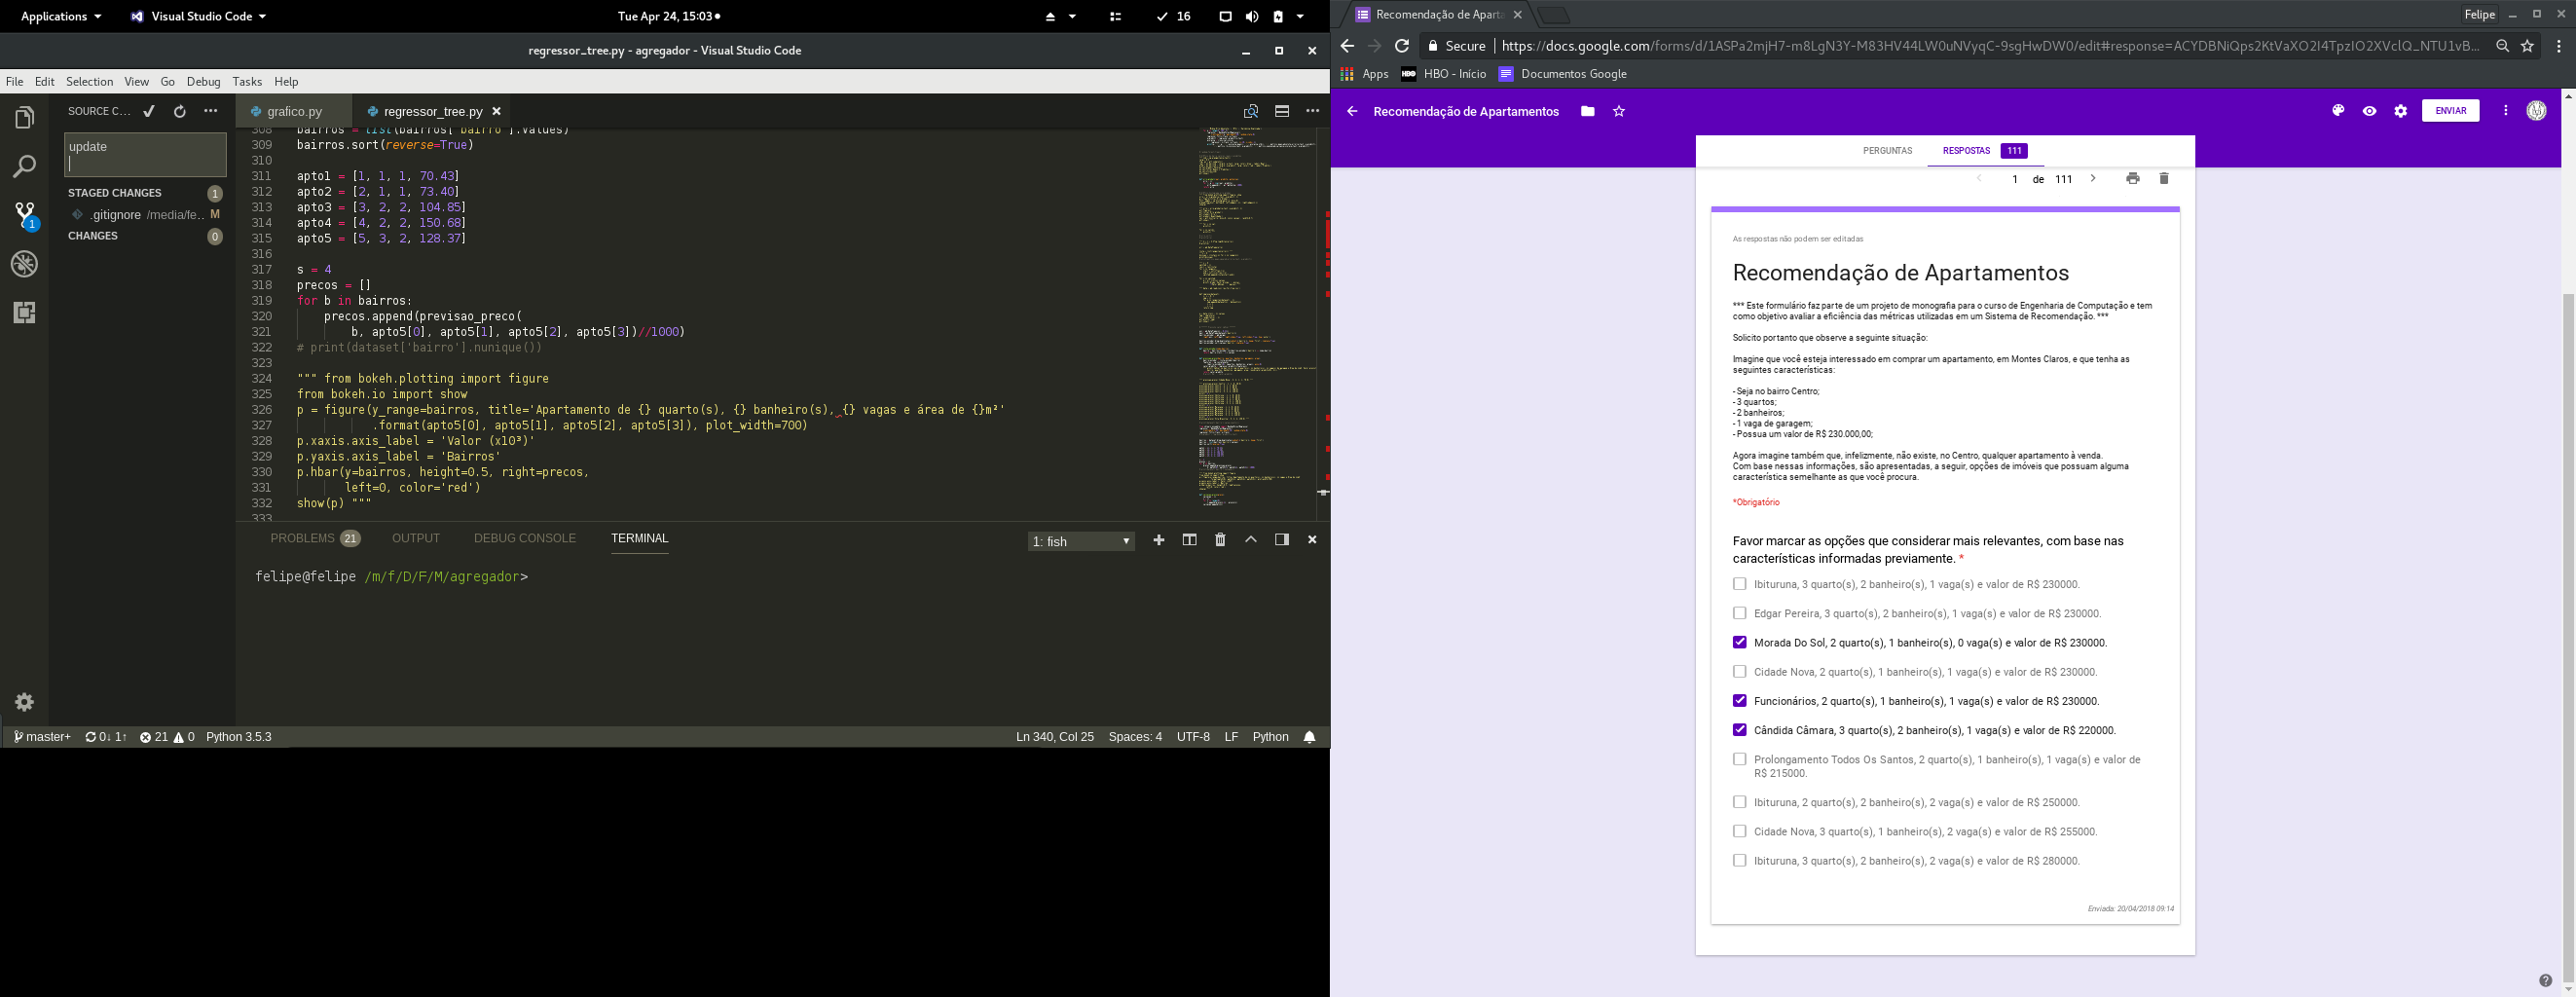 Applications
Visual Studio Code
Tue Apr 24, 15:03
16
regressor_tree.py - agregador - Visual Studio Code
File Edit Selection View Go Debug Tasks Help
SOURCE C...
update
STAGED CHANGES 1
.gitignore /media/fe... M
CHANGES 0
1
grafico.py
regressor_tree.py
308 bairros = list(bairros['bairro'].values)
309 bairros.sort(reverse=True)
310
311 apto1 = [1, 1, 1, 70.43]
312 apto2 = [2, 1, 1, 73.40]
313 apto3 = [3, 2, 2, 104.85]
314 apto4 = [4, 2, 2, 150.68]
315 apto5 = [5, 3, 2, 128.37]
316
317 s = 4
318 precos = []
319 for b in bairros:
320 precos.append(previsao_preco(
321 b, apto5[0], apto5[1], apto5[2], apto5[3])//1000)
322 # print(dataset['bairro'].nunique())
323
324 """ from bokeh.plotting import figure
325 from bokeh.io import show
326 p = figure(y_range=bairros, title='Apartamento de {} quarto(s), {} banheiro(s), {} vagas e área de {}m²'
327 .format(apto5[0], apto5[1], apto5[2], apto5[3]), plot_width=700)
328 p.xaxis.axis_label = 'Valor (x10³)'
329 p.yaxis.axis_label = 'Bairros'
330 p.hbar(y=bairros, height=0.5, right=precos,
331 left=0, color='red')
332 show(p) """
333
PROBLEMS 21 OUTPUT DEBUG CONSOLE TERMINAL
1: fish
felipe@felipe /m/f/D/F/M/agregador>
master+ 0↓ 1↑ 21 0 Python 3.5.3
Ln 340, Col 25 Spaces: 4 UTF-8 LF Python
Recomendação de Aparta
Felipe
Secure
https://docs.google.com/forms/d/1ASPa2mjH7-m8LgN3Y-M83HV44LW0uNVyqC-9sgHwDW0/edit#response=ACYDBNiQps2KtVaXO2I4TpzIO2XVclQ_NTU1vB...
Apps HBO HBO - Início Documentos Google
Recomendação de Apartamentos
ENVIAR
PERGUNTAS RESPOSTAS 111
1 de 111
As respostas não podem ser editadas
Recomendação de Apartamentos
*** Este formulário faz parte de um projeto de monografia para o curso de Engenharia de Computação e tem
como objetivo avaliar a eficiência das métricas utilizadas em um Sistema de Recomendação. ***
Solicito portanto que observe a seguinte situação:
Imagine que você esteja interessado em comprar um apartamento, em Montes Claros, e que tenha as
seguintes características:
- Seja no bairro Centro;
- 3 quartos;
- 2 banheiros;
- 1 vaga de garagem;
- Possua um valor de R$ 230.000,00;
Agora imagine também que, infelizmente, não existe, no Centro, qualquer apartamento à venda.
Com base nessas informações, são apresentadas, a seguir, opções de imóveis que possuam alguma
característica semelhante as que você procura.
*Obrigatório
Favor marcar as opções que considerar mais relevantes, com base nas
características informadas previamente. *
Ibituruna, 3 quarto(s), 2 banheiro(s), 1 vaga(s) e valor de R$ 230000.
Edgar Pereira, 3 quarto(s), 2 banheiro(s), 1 vaga(s) e valor de R$ 230000.
Morada Do Sol, 2 quarto(s), 1 banheiro(s), 0 vaga(s) e valor de R$ 230000.
Cidade Nova, 2 quarto(s), 1 banheiro(s), 1 vaga(s) e valor de R$ 230000.
Funcionários, 2 quarto(s), 1 banheiro(s), 1 vaga(s) e valor de R$ 230000.
Cândida Câmara, 3 quarto(s), 2 banheiro(s), 1 vaga(s) e valor de R$ 220000.
Prolongamento Todos Os Santos, 2 quarto(s), 1 banheiro(s), 1 vaga(s) e valor de
R$ 215000.
Ibituruna, 2 quarto(s), 2 banheiro(s), 2 vaga(s) e valor de R$ 250000.
Cidade Nova, 3 quarto(s), 1 banheiro(s), 2 vaga(s) e valor de R$ 255000.
Ibituruna, 3 quarto(s), 2 banheiro(s), 2 vaga(s) e valor de R$ 280000.
Enviada: 20/04/2018 09:14